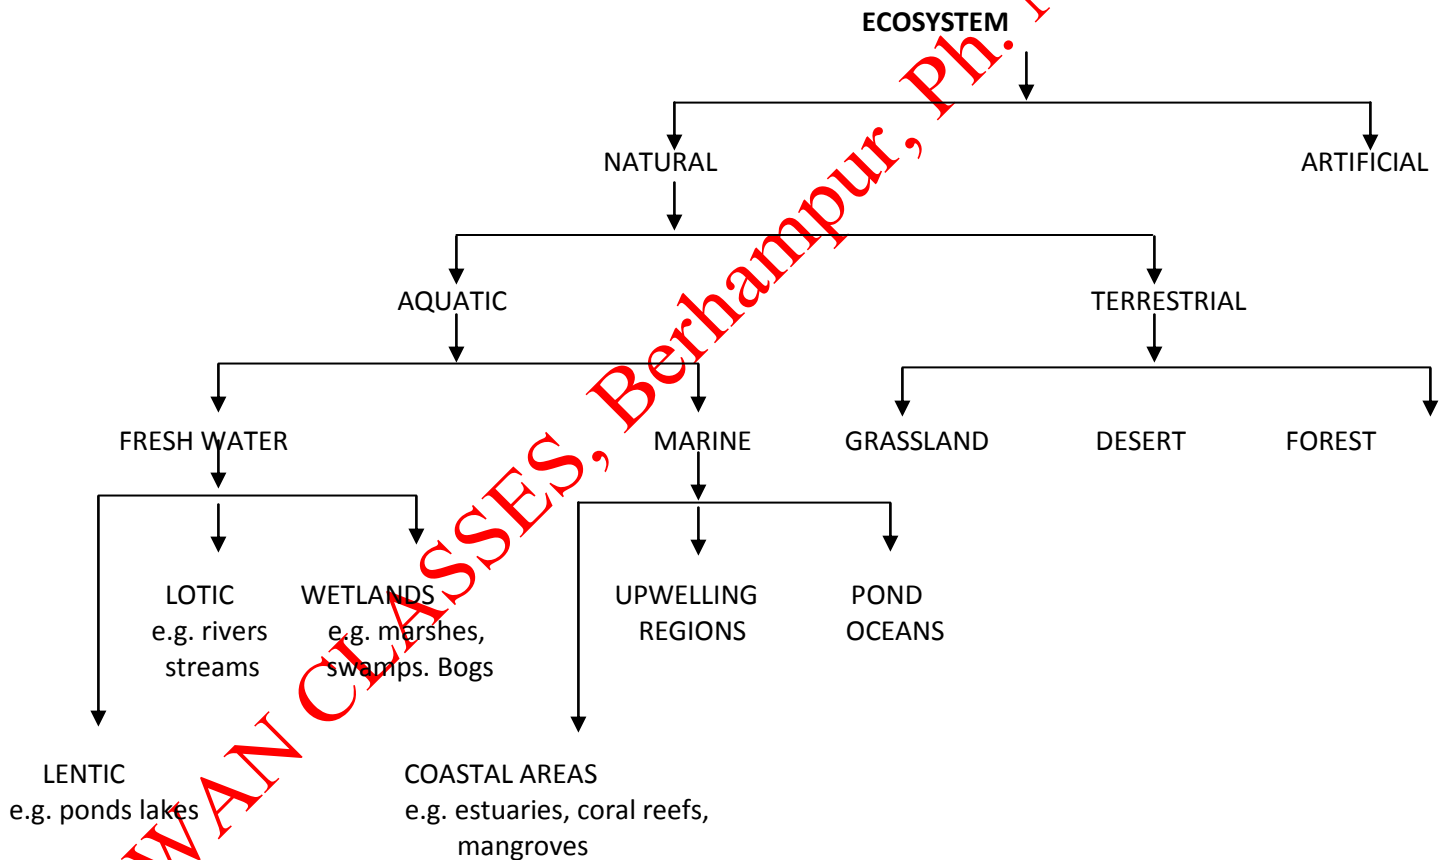 ECOSYSTEM
NATURAL
ARTIFICIAL
AQUATIC
TERRESTRIAL
FRESH WATER
MARINE
GRASSLAND
DESERT
FOREST
LOTIC
e.g. rivers
streams
WETLANDS
e.g. marshes,
swamps. Bogs
UPWELLING
REGIONS
POND
OCEANS
LENTIC
e.g. ponds lakes
COASTAL AREAS
e.g. estuaries, coral reefs,
mangroves
WAN CLASSES, Berhampur, Ph.